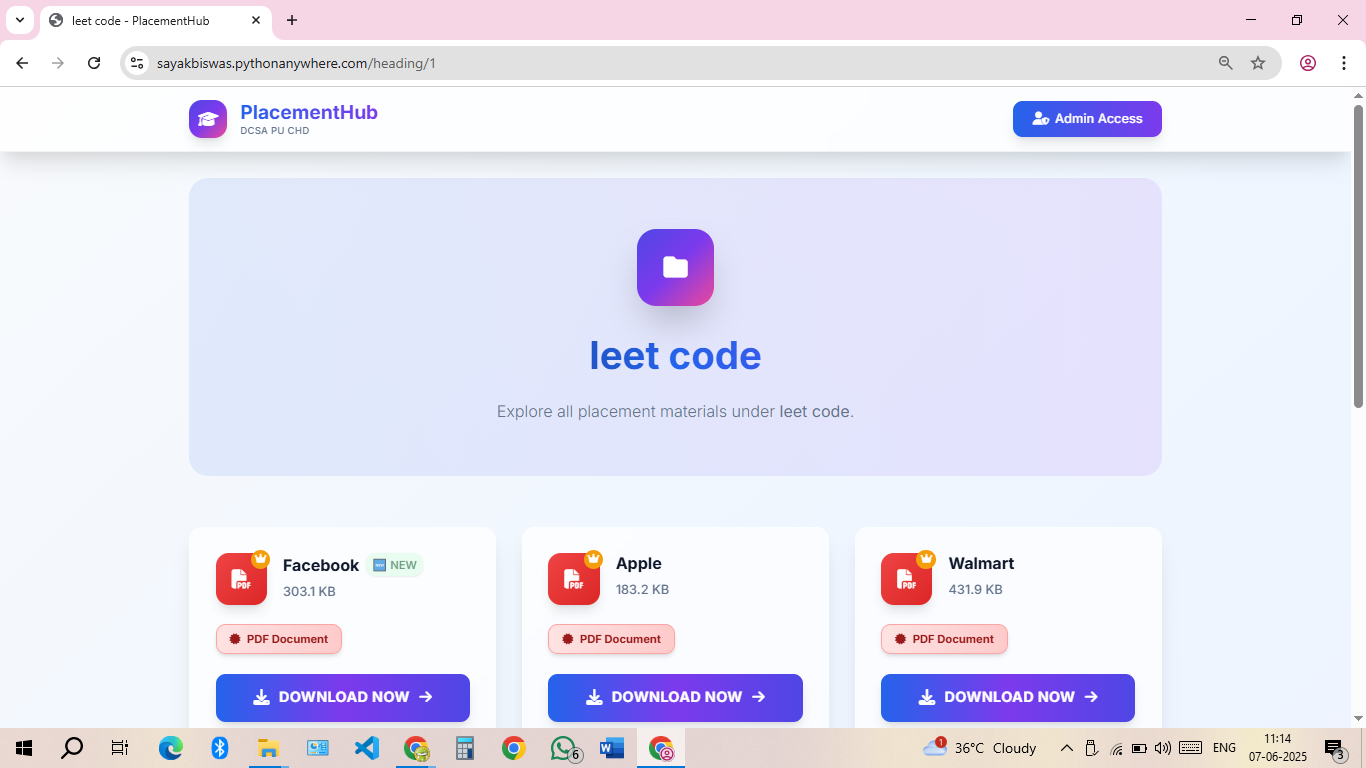 leet code - PlacementHub
sayakbiswas.pythonanywhere.com/heading/1
PlacementHub
DCSA PU CHD
Admin Access
leet code
Explore all placement materials under leet code.
Facebook NEW
303.1 KB
PDF
PDF Document
DOWNLOAD NOW
Apple
183.2 KB
PDF
PDF Document
DOWNLOAD NOW
Walmart
431.9 KB
PDF
PDF Document
DOWNLOAD NOW
6
1
36°C Cloudy
ENG
11:14
07-06-2025
3